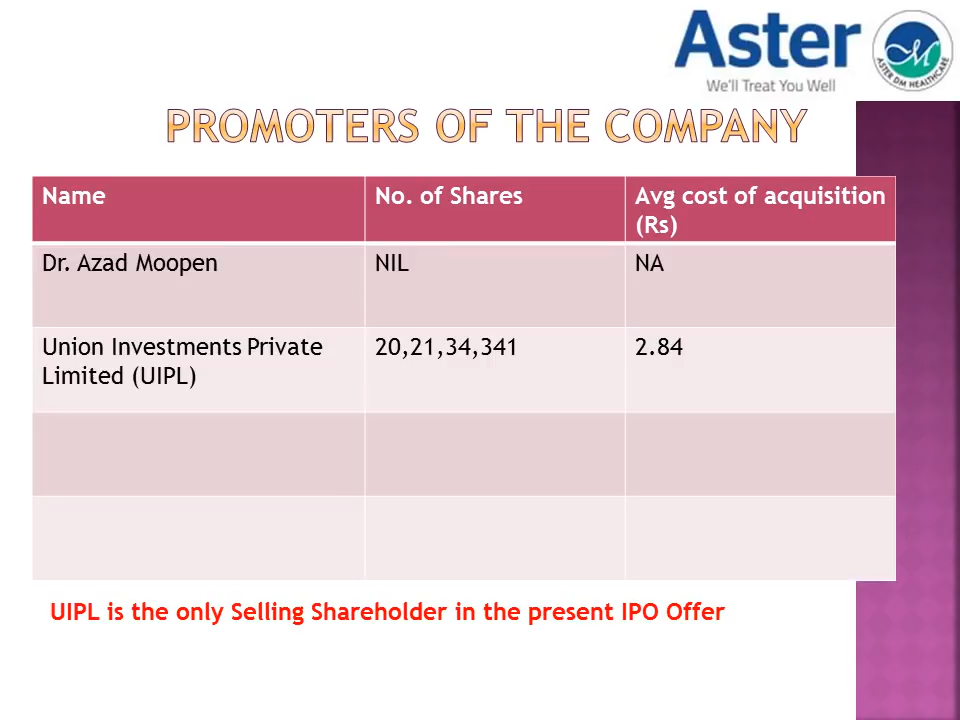 Aster
We'll Treat You Well
ASTER DM HEALTHCARE
PROMOTERS OF THE COMPANY
Name No. of Shares Avg cost of acquisition
(Rs)
Dr. Azad Moopen NIL NA
Union Investments Private 20,21,34,341 2.84
Limited (UIPL)
UIPL is the only Selling Shareholder in the present IPO Offer